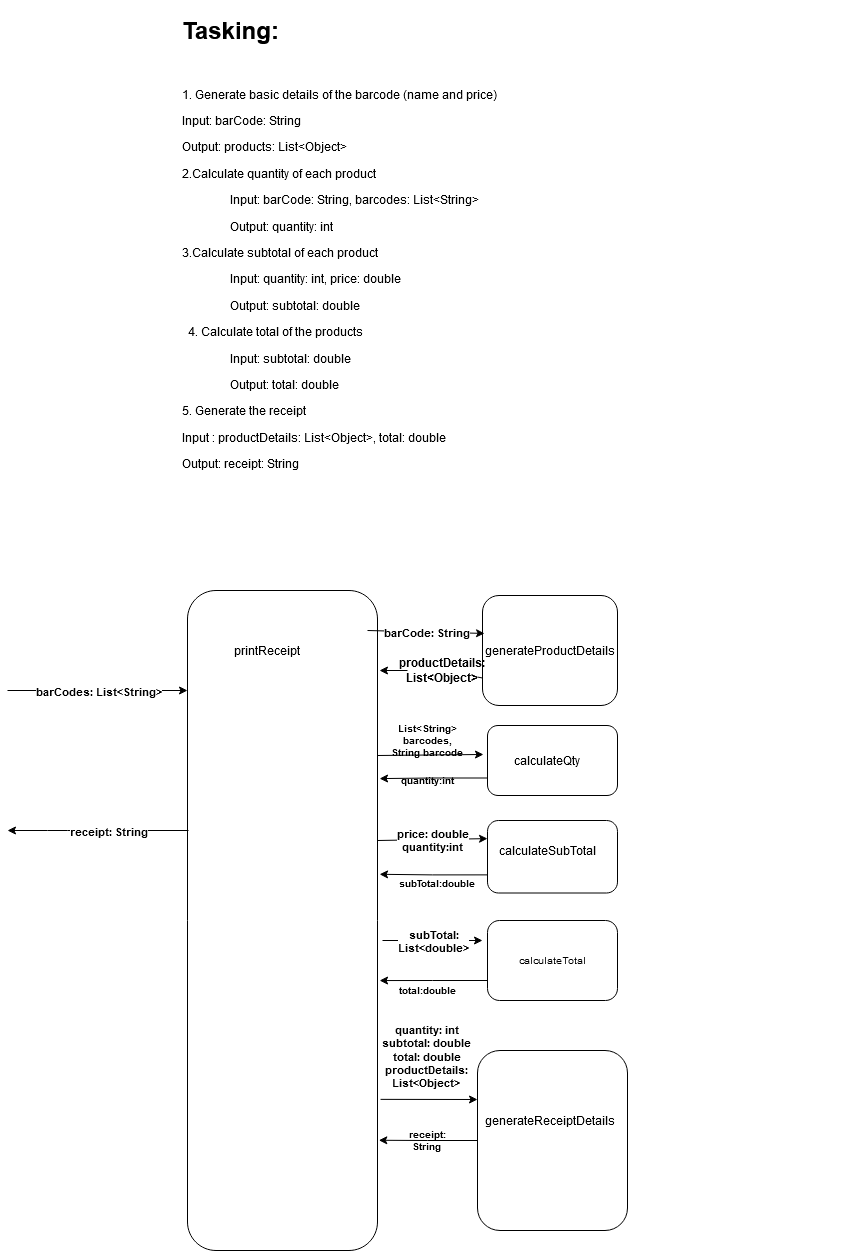 Tasking:
1. Generate basic details of the barcode (name and price)
Input: barCode: String
Output: products: List<Object>
2.Calculate quantity of each product
Input: barCode: String, barcodes: List<String>
Output: quantity: int
3.Calculate subtotal of each product
Input: quantity: int, price: double
Output: subtotal: double
4. Calculate total of the products
Input: subtotal: double
Output: total: double
5. Generate the receipt
Input : productDetails: List<Object>, total: double
Output: receipt: String
printReceipt
barCodes: List<String>
receipt: String
barCode: String
productDetails:
List<Object>
generateProductDetails
List<String>
barcodes,
String barcode
quantity:int
calculateQty
price: double
quantity:int
subTotal:double
calculateSubTotal
subTotal:
List<double>
total:double
calculateTotal
quantity: int
subtotal: double
total: double
productDetails:
List<Object>
receipt:
String
generateReceiptDetails